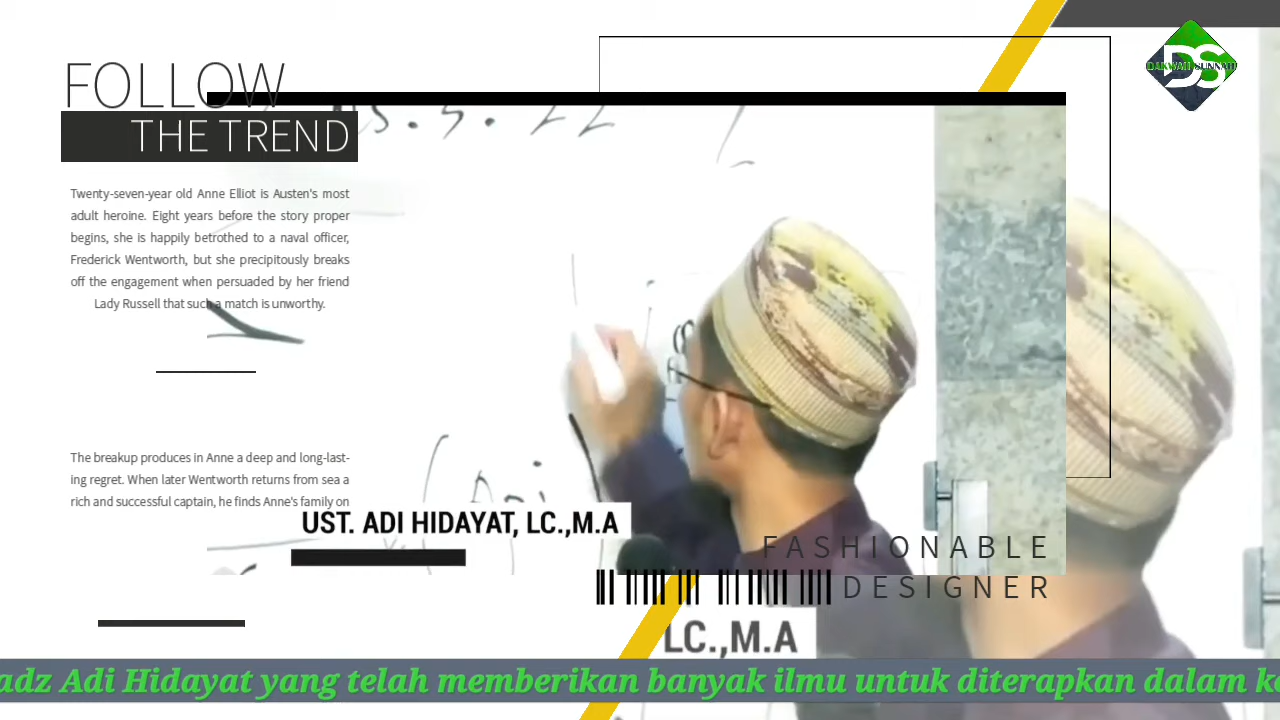 FOLLOW
THE TREND
Twenty-seven-year old Anne Elliot is Austen's most
adult heroine. Eight years before the story proper
begins, she is happily betrothed to a naval officer,
Frederick Wentworth, but she precipitously breaks
off the engagement when persuaded by her friend
Lady Russell that such a match is unworthy.
The breakup produces in Anne a deep and long-last-
ing regret. When later Wentworth returns from sea a
rich and successful captain, he finds Anne's family on
DS
DAKWAH SUNNAH
UST. ADI HIDAYAT, LC.,M.A
FASHIONABLE
DESIGNER
LC.,M.A
adz Adi Hidayat yang telah memberikan banyak ilmu untuk diterapkan dalam k